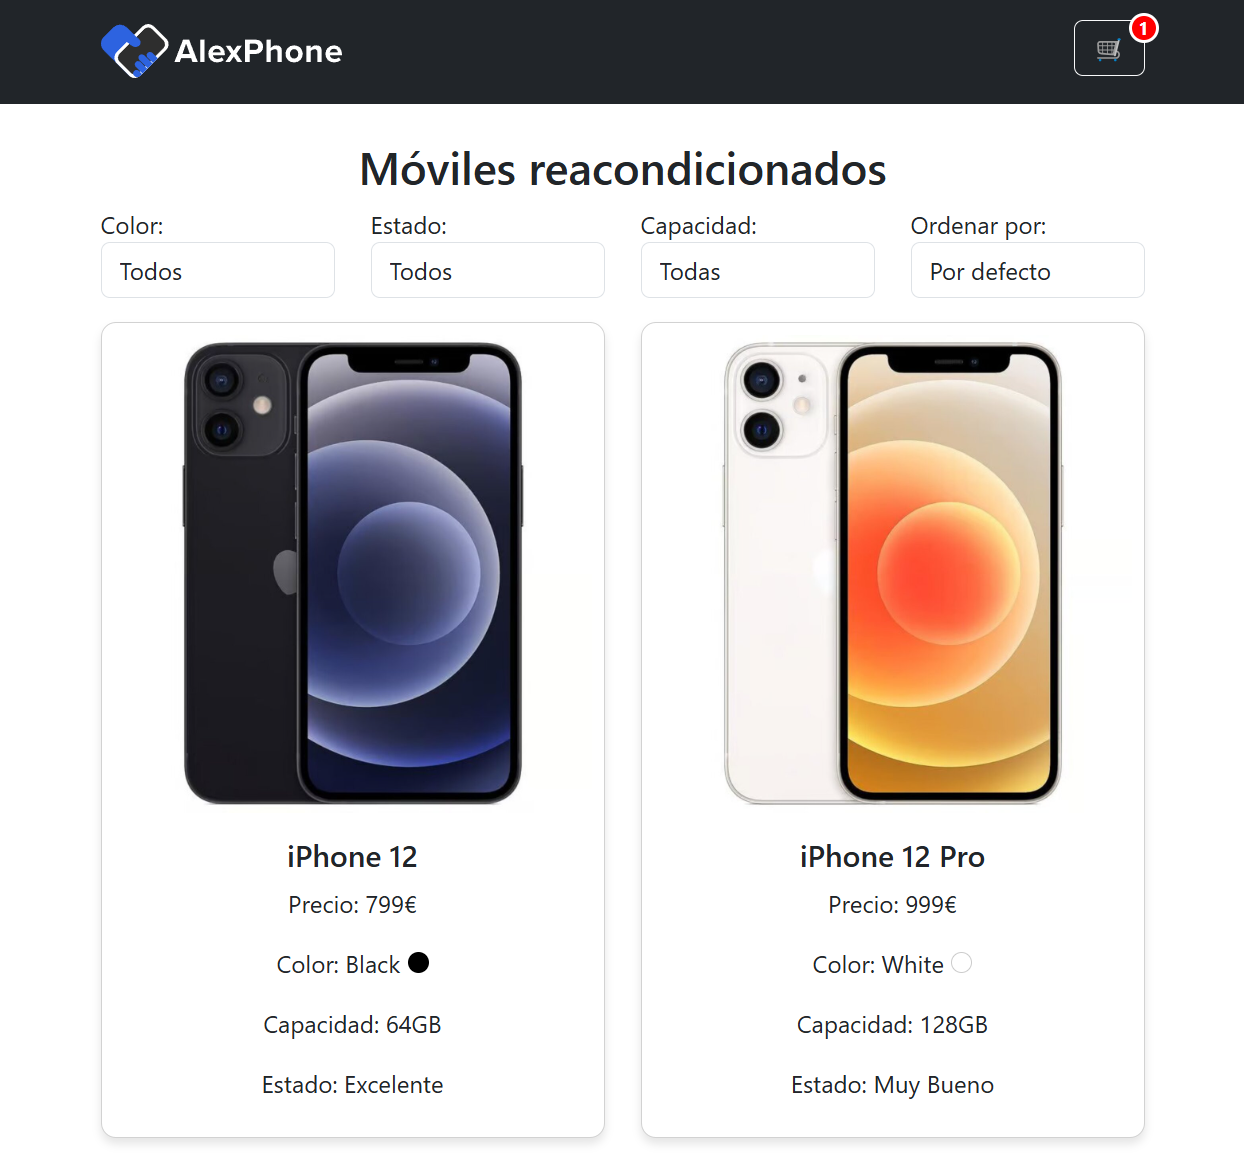 AlexPhone
1
Móviles reacondicionados
Color:
Estado:
Capacidad:
Ordenar por:
Todos
Todos
Todas
Por defecto
iPhone 12
Precio: 799€
Color: Black
Capacidad: 64GB
Estado: Excelente
iPhone 12 Pro
Precio: 999€
Color: White
Capacidad: 128GB
Estado: Muy Bueno